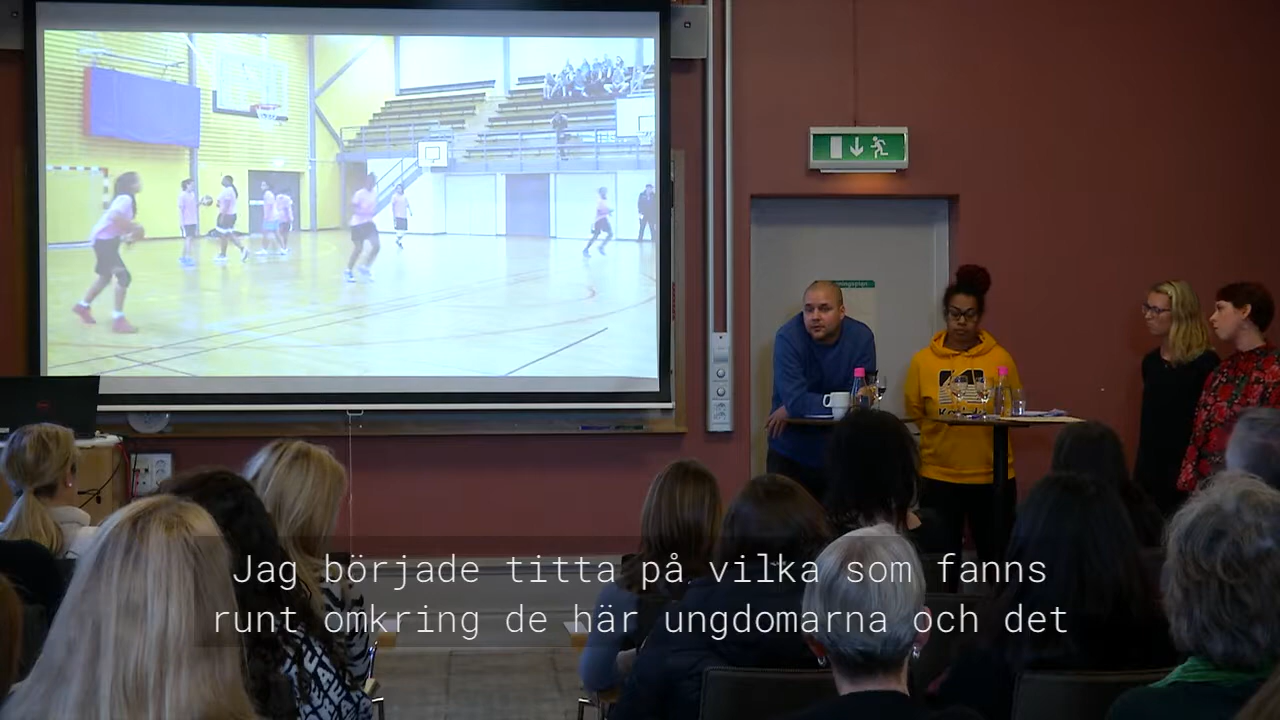 Jag började titta på vilka som fanns
runt omkring de här ungdomarna och det